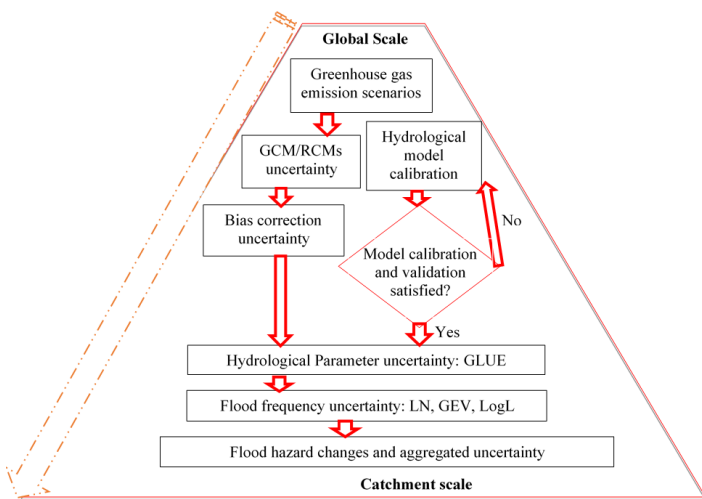 Global Scale
Greenhouse gas
emission scenarios
GCM/RCMs
uncertainty
Hydrological
model
calibration
Bias correction
uncertainty
No
Model calibration
and validation
satisfied?
Yes
Hydrological Parameter uncertainty: GLUE
Flood frequency uncertainty: LN, GEV, LogL
Flood hazard changes and aggregated uncertainty
Catchment scale